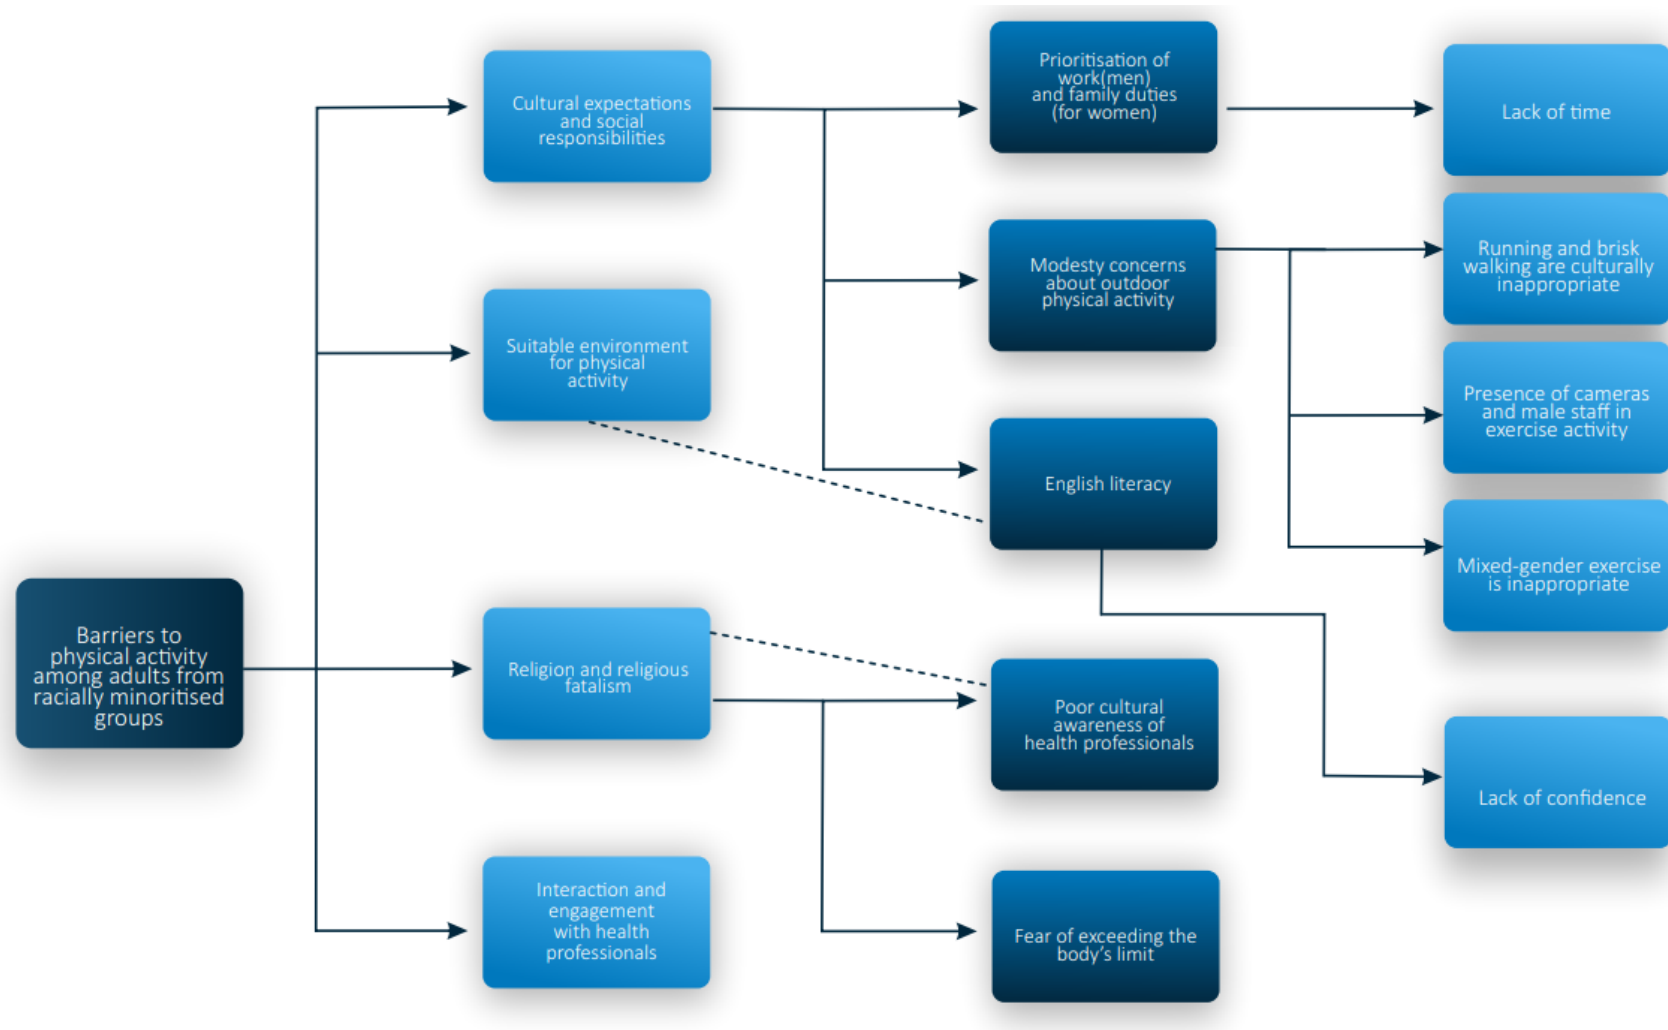 Barriers to
physical activity
among adults from
racially minoritised
groups
Cultural expectations
and social
responsibilities
Suitable environment
for physical
activity
Religion and religious
fatalism
Interaction and
engagement
with health
professionals
Prioritisation of
work(men)
and family duties
(for women)
Modesty concerns
about outdoor
physical activity
English literacy
Poor cultural
awareness of
health professionals
Fear of exceeding the
body's limit
Lack of time
Running and brisk
walking are culturally
inappropriate
Presence of cameras
and male staff in
exercise activity
Mixed-gender exercise
is inappropriate
Lack of confidence